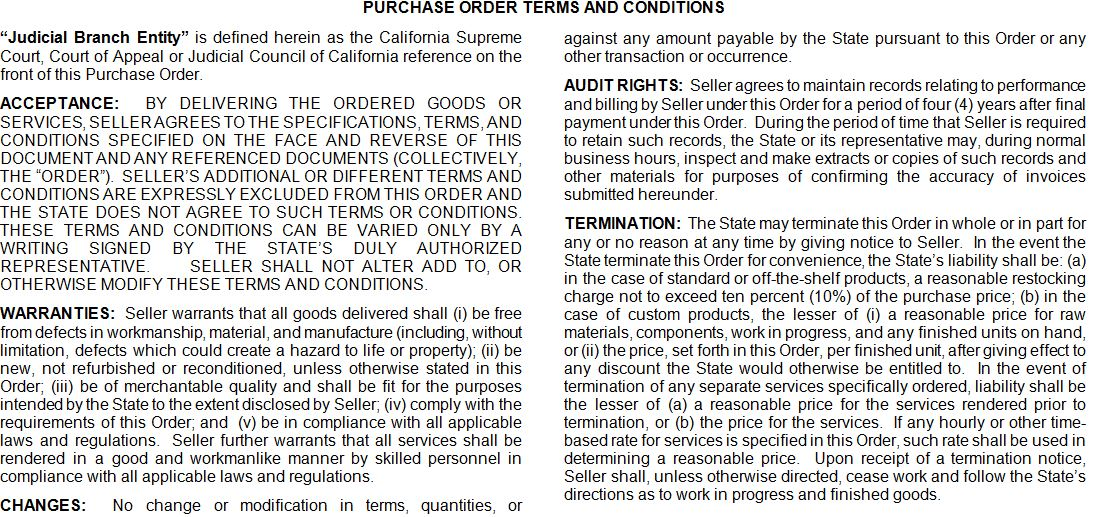 PURCHASE ORDER TERMS AND CONDITIONS
“Judicial Branch Entity” is defined herein as the California Supreme
Court, Court of Appeal or Judicial Council of California reference on the
front of this Purchase Order.
ACCEPTANCE: BY DELIVERING THE ORDERED GOODS OR
SERVICES, SELLER AGREES TO THE SPECIFICATIONS, TERMS, AND
CONDITIONS SPECIFIED ON THE FACE AND REVERSE OF THIS
DOCUMENT AND ANY REFERENCED DOCUMENTS (COLLECTIVELY,
THE “ORDER”). SELLER’S ADDITIONAL OR DIFFERENT TERMS AND
CONDITIONS ARE EXPRESSLY EXCLUDED FROM THIS ORDER AND
THE STATE DOES NOT AGREE TO SUCH TERMS OR CONDITIONS.
THESE TERMS AND CONDITIONS CAN BE VARIED ONLY BY A
WRITING SIGNED BY THE STATE’S DULY AUTHORIZED
REPRESENTATIVE. SELLER SHALL NOT ALTER ADD TO, OR
OTHERWISE MODIFY THESE TERMS AND CONDITIONS.
WARRANTIES: Seller warrants that all goods delivered shall (i) be free
from defects in workmanship, material, and manufacture (including, without
limitation, defects which could create a hazard to life or property); (ii) be
new, not refurbished or reconditioned, unless otherwise stated in this
Order; (iii) be of merchantable quality and shall be fit for the purposes
intended by the State to the extent disclosed by Seller; (iv) comply with the
requirements of this Order; and (v) be in compliance with all applicable
laws and regulations. Seller further warrants that all services shall be
rendered in a good and workmanlike manner by skilled personnel in
compliance with all applicable laws and regulations.
CHANGES: No change or modification in terms, quantities, or
against any amount payable by the State pursuant to this Order or any
other transaction or occurrence.
AUDIT RIGHTS: Seller agrees to maintain records relating to performance
and billing by Seller under this Order for a period of four (4) years after final
payment under this Order. During the period of time that Seller is required
to retain such records, the State or its representative may, during normal
business hours, inspect and make extracts or copies of such records and
other materials for purposes of confirming the accuracy of invoices
submitted hereunder.
TERMINATION: The State may terminate this Order in whole or in part for
any or no reason at any time by giving notice to Seller. In the event the
State terminate this Order for convenience, the State’s liability shall be: (a)
in the case of standard or off-the-shelf products, a reasonable restocking
charge not to exceed ten percent (10%) of the purchase price; (b) in the
case of custom products, the lesser of (i) a reasonable price for raw
materials, components, work in progress, and any finished units on hand,
or (ii) the price, set forth in this Order, per finished unit, after giving effect to
any discount the State would otherwise be entitled to. In the event of
termination of any separate services specifically ordered, liability shall be
the lesser of (a) a reasonable price for the services rendered prior to
termination, or (b) the price for the services. If any hourly or other time-
based rate for services is specified in this Order, such rate shall be used in
determining a reasonable price. Upon receipt of a termination notice,
Seller shall, unless otherwise directed, cease work and follow the State’s
directions as to work in progress and finished goods.